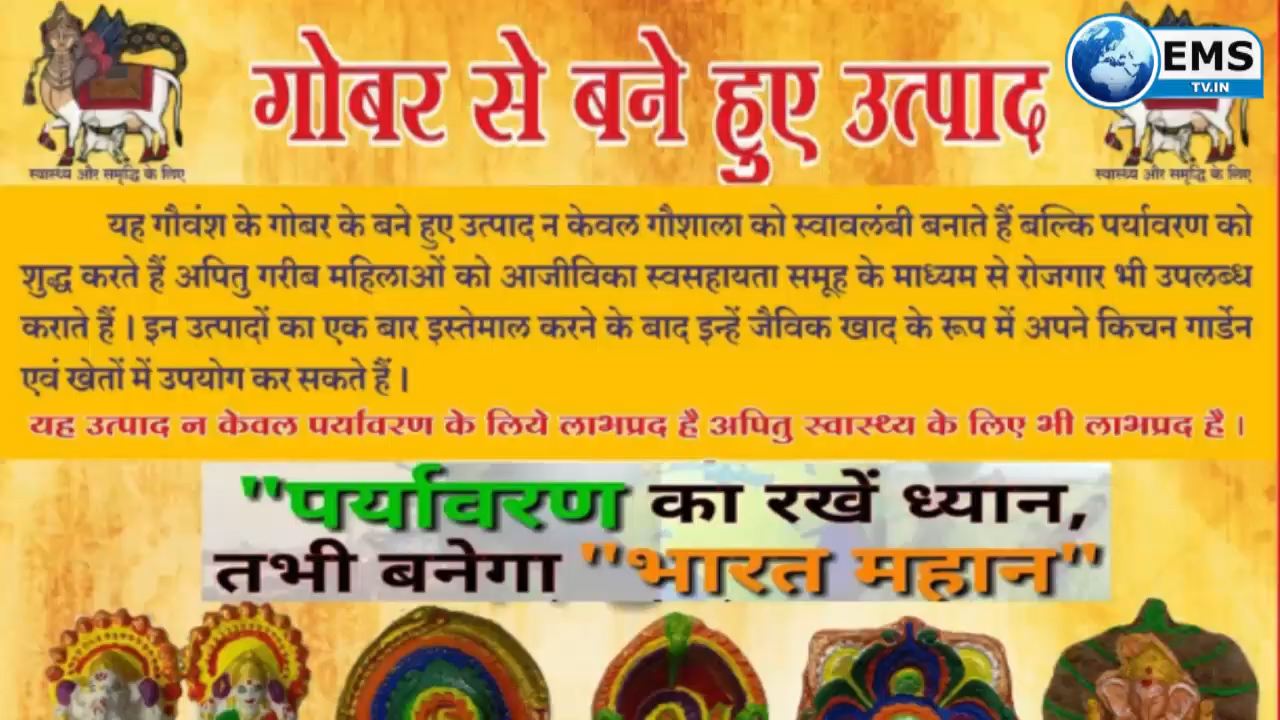 गोबर से बने हुए उत्पाद
EMS
TV.IN
स्वास्थ्य और समृद्धि के लिए
स्वास्थ्य और समृद्धि के लिए
यह गौवंश के गोबर के बने हुए उत्पाद न केवल गौशाला को स्वावलंबी बनाते हैं बल्कि पर्यावरण को
शुद्ध करते हैं अपितु गरीब महिलाओं को आजीविका स्वसहायता समूह के माध्यम से रोजगार भी उपलब्ध
कराते हैं । इन उत्पादों का एक बार इस्तेमाल करने के बाद इन्हें जैविक खाद के रूप में अपने किचन गार्डेन
एवं खेतों में उपयोग कर सकते हैं ।
यह उत्पाद न केवल पर्यावरण के लिये लाभप्रद है अपितु स्वास्थ्य के लिए भी लाभप्रद है ।
"पर्यावरण का रखें ध्यान,
तभी बनेगा "भारत महान"